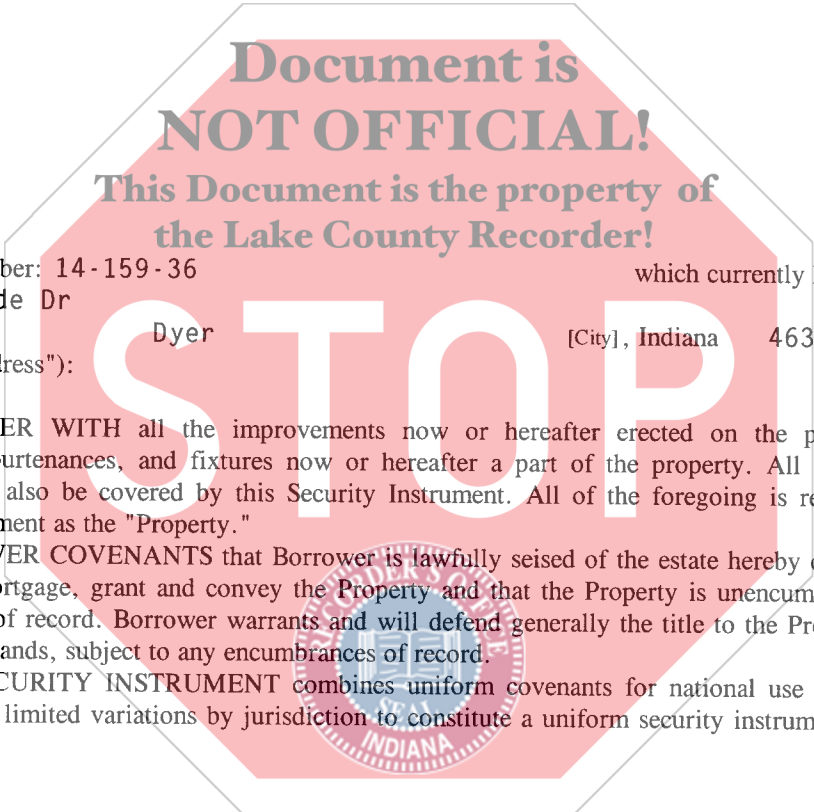 Document is
NOT OFFICIAL!
This Document is the property of
the Lake County Recorder!
ber: 14-159-36 which currently
de Dr
Dyer [City], Indiana 463
ress"):
STOP
ER WITH all the improvements now or hereafter erected on the p
urtenances, and fixtures now or hereafter a part of the property. All
also be covered by this Security Instrument. All of the foregoing is re
ment as the "Property."
VER COVENANTS that Borrower is lawfully seised of the estate hereby
rtgage, grant and convey the Property and that the Property is unencum
of record. Borrower warrants and will defend generally the title to the Pro
ands, subject to any encumbrances of record.
CURITY INSTRUMENT combines uniform covenants for national use
limited variations by jurisdiction to constitute a uniform security instrum
RECORDER'S OFFICE
SEAL
INDIANA